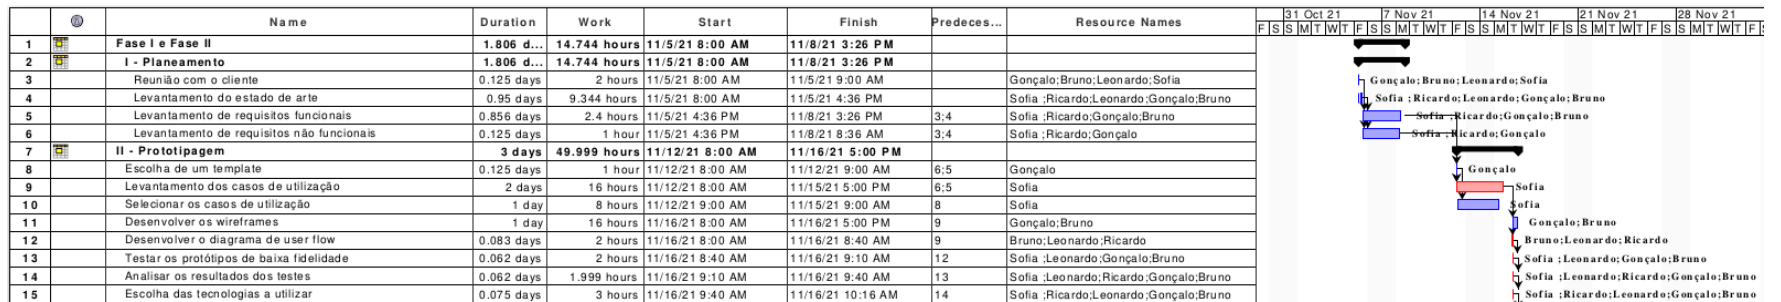 Name Duration Work Start Finish Predeces... Resource Names 31 Oct 21 7 Nov 21 14 Nov 21 21 Nov 21 28 Nov 21
F S S M T W T F S S M T W T F S S M T W T F S S M T W T F S S M T W T F
1 Fase I e Fase II 1.806 d... 14.744 hours 11/5/21 8:00 AM 11/8/21 3:26 PM
2 I - Planeamento 1.806 d... 14.744 hours 11/5/21 8:00 AM 11/8/21 3:26 PM
3 Reunião com o cliente 0.125 days 2 hours 11/5/21 8:00 AM 11/5/21 9:00 AM Gonçalo;Bruno;Leonardo;Sofia Gonçalo;Bruno;Leonardo;Sofia
4 Levantamento do estado de arte 0.95 days 9.344 hours 11/5/21 8:00 AM 11/5/21 4:36 PM Sofia ;Ricardo;Leonardo;Gonçalo;Bruno Sofia ;Ricardo;Leonardo;Gonçalo;Bruno
5 Levantamento de requisitos funcionais 0.856 days 2.4 hours 11/5/21 4:36 PM 11/8/21 3:26 PM 3;4 Sofia ;Ricardo;Gonçalo;Bruno Sofia ;Ricardo;Gonçalo;Bruno
6 Levantamento de requisitos não funcionais 0.125 days 1 hour 11/5/21 4:36 PM 11/8/21 8:36 AM 3;4 Sofia ;Ricardo;Gonçalo Sofia ;Ricardo;Gonçalo
7 II - Prototipagem 3 days 49.999 hours 11/12/21 8:00 AM 11/16/21 5:00 PM
8 Escolha de um template 0.125 days 1 hour 11/12/21 8:00 AM 11/12/21 9:00 AM 6;5 Gonçalo Gonçalo
9 Levantamento dos casos de utilização 2 days 16 hours 11/12/21 8:00 AM 11/15/21 5:00 PM 6;5 Sofia Sofia
10 Selecionar os casos de utilização 1 day 8 hours 11/12/21 9:00 AM 11/15/21 9:00 AM 8 Sofia Sofia
11 Desenvolver os wireframes 1 day 16 hours 11/16/21 8:00 AM 11/16/21 5:00 PM 9 Gonçalo;Bruno Gonçalo;Bruno
12 Desenvolver o diagrama de user flow 0.083 days 2 hours 11/16/21 8:00 AM 11/16/21 8:40 AM 9 Bruno;Leonardo;Ricardo Bruno;Leonardo;Ricardo
13 Testar os protótipos de baixa fidelidade 0.062 days 2 hours 11/16/21 8:40 AM 11/16/21 9:10 AM 12 Sofia ;Leonardo;Gonçalo;Bruno Sofia ;Leonardo;Gonçalo;Bruno
14 Analisar os resultados dos testes 0.062 days 1.999 hours 11/16/21 9:10 AM 11/16/21 9:40 AM 13 Sofia ;Leonardo;Ricardo;Gonçalo;Bruno Sofia ;Leonardo;Ricardo;Gonçalo;Bruno
15 Escolha das tecnologias a utilizar 0.075 days 3 hours 11/16/21 9:40 AM 11/16/21 10:16 AM 14 Sofia ;Ricardo;Leonardo;Gonçalo;Bruno Sofia ;Ricardo;Leonardo;Gonçalo;Bruno